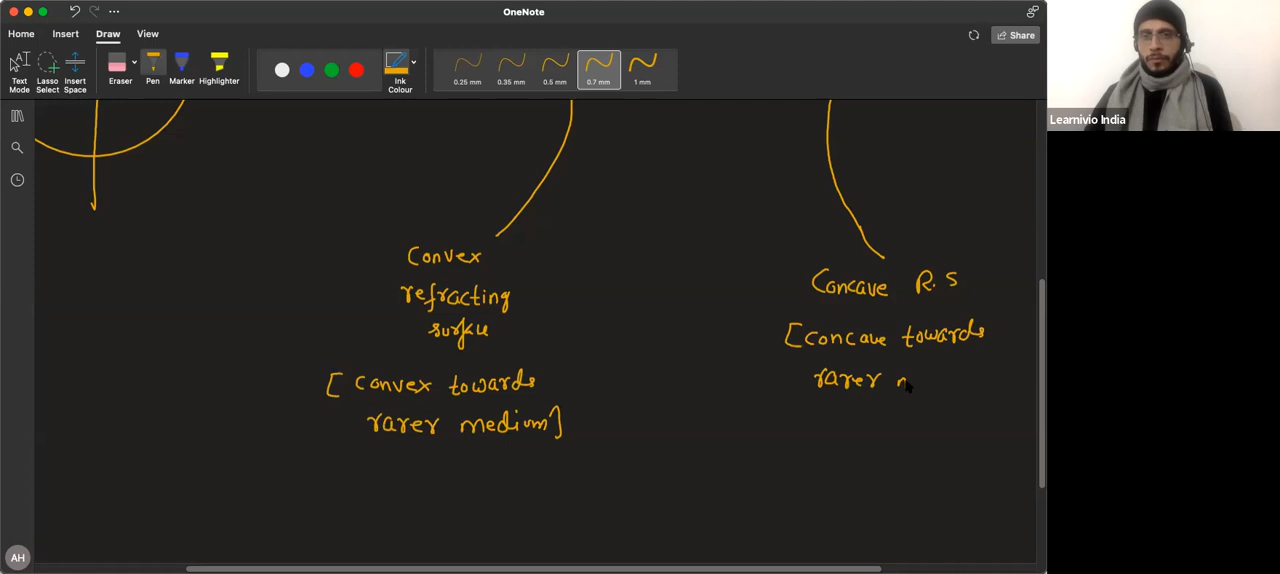 OneNote
Home
Insert
Draw
View
Share
Text Mode
Lasso Select
Insert Space
Eraser
Pen
Marker
Highlighter
Ink Colour
0.25 mm
0.35 mm
0.5 mm
0.7 mm
1 mm
Learnivio India
Convex
refracting
surface
[ Convex towards
rarer medium]
Concave R.S
[concave towards
rarer
AH